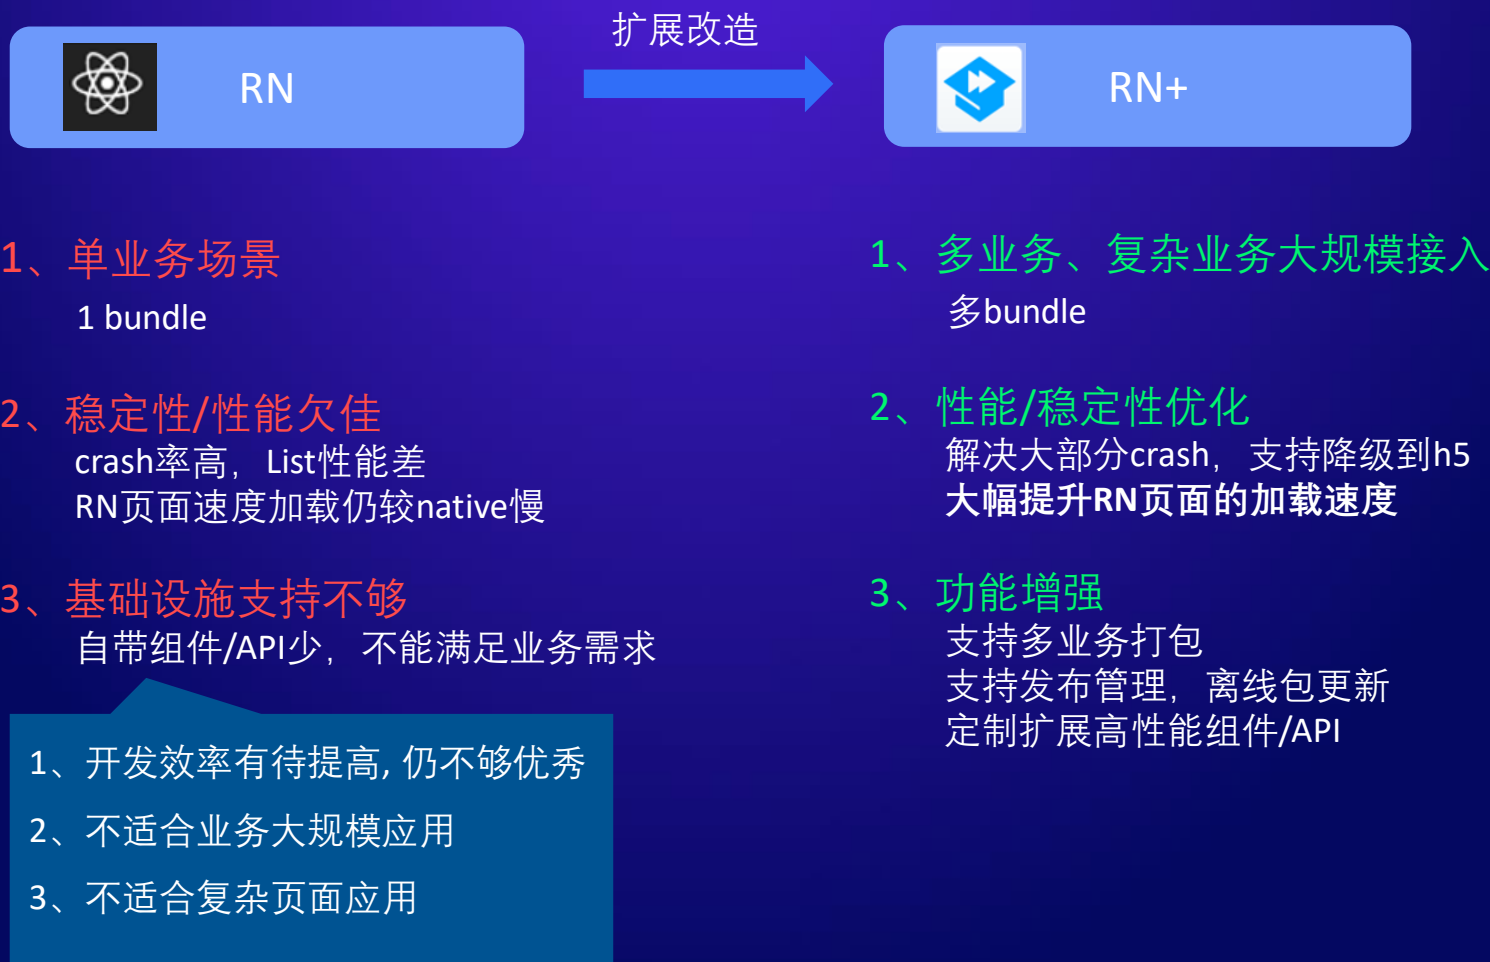 RN
扩展改造
RN+
1、单业务场景
1 bundle
2、稳定性/性能欠佳
crash率高，List性能差
RN页面速度加载仍较native慢
3、基础设施支持不够
自带组件/API少，不能满足业务需求
1、开发效率有待提高, 仍不够优秀
2、不适合业务大规模应用
3、不适合复杂页面应用
1、多业务、复杂业务大规模接入
多bundle
2、性能/稳定性优化
解决大部分crash，支持降级到h5
大幅提升RN页面的加载速度
3、功能增强
支持多业务打包
支持发布管理，离线包更新
定制扩展高性能组件/API